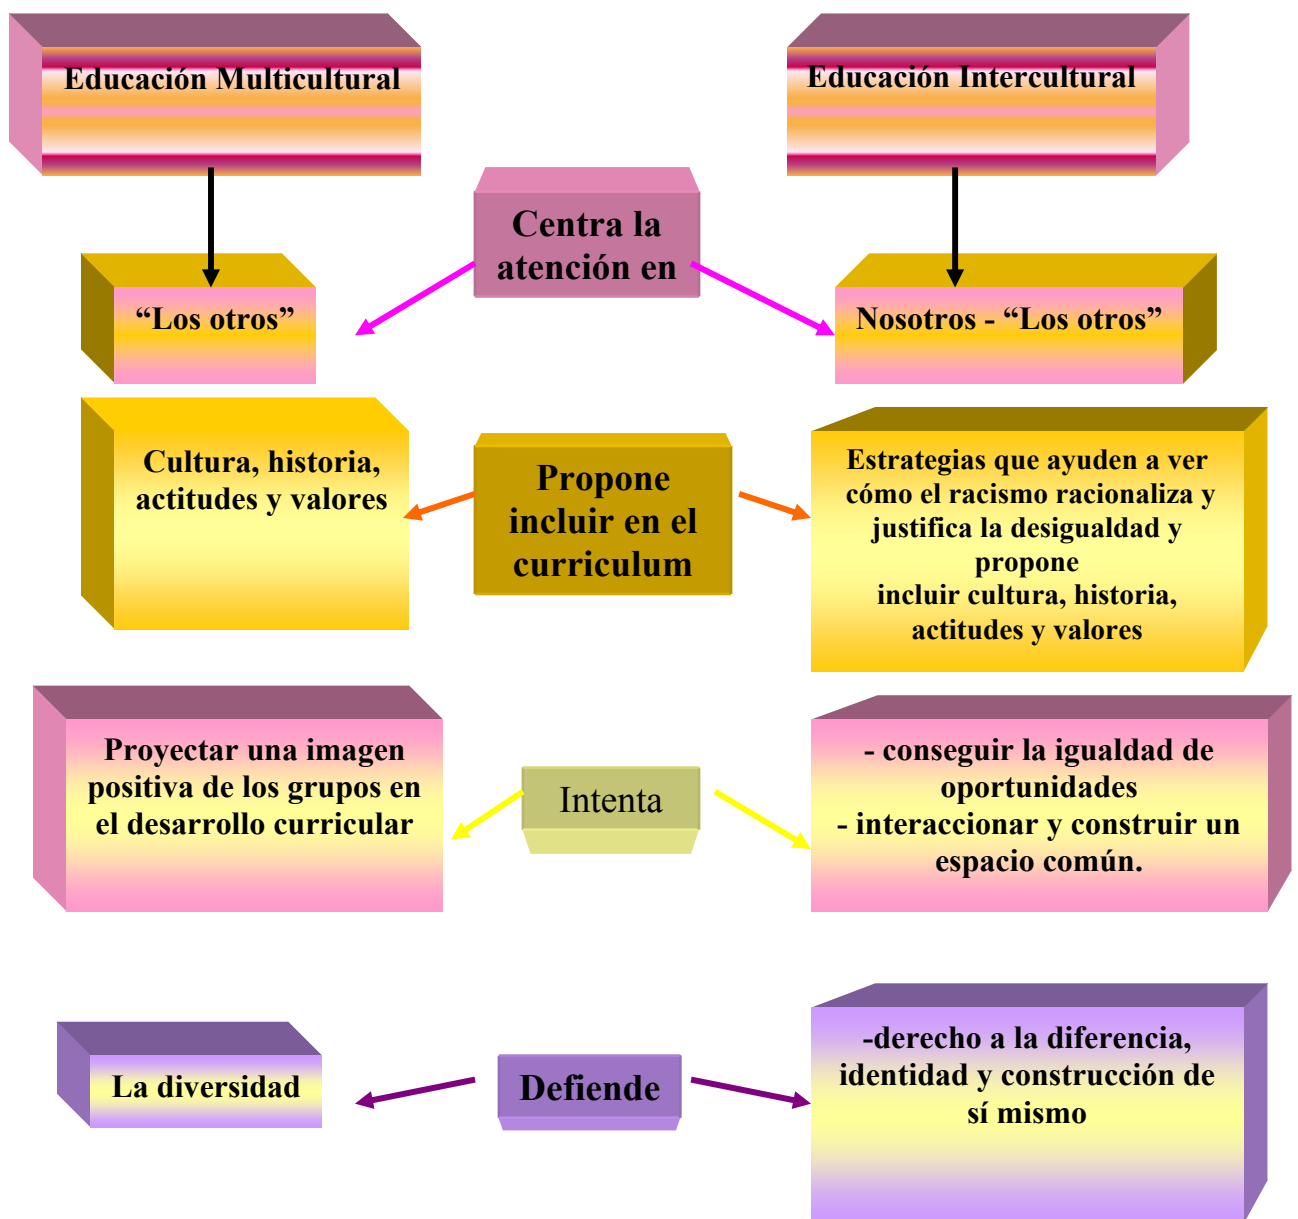 Educación Multicultural
Educación Intercultural
Centra la
atención en
“Los otros”
Nosotros - “Los otros”
Cultura, historia,
actitudes y valores
Propone
incluir en el
curriculum
Estrategias que ayuden a ver
cómo el racismo racionaliza y
justifica la desigualdad y
propone
incluir cultura, historia,
actitudes y valores
Proyectar una imagen
positiva de los grupos en
el desarrollo curricular
Intenta
- conseguir la igualdad de
oportunidades
- interaccionar y construir un
espacio común.
La diversidad
Defiende
-derecho a la diferencia,
identidad y construcción de
sí mismo